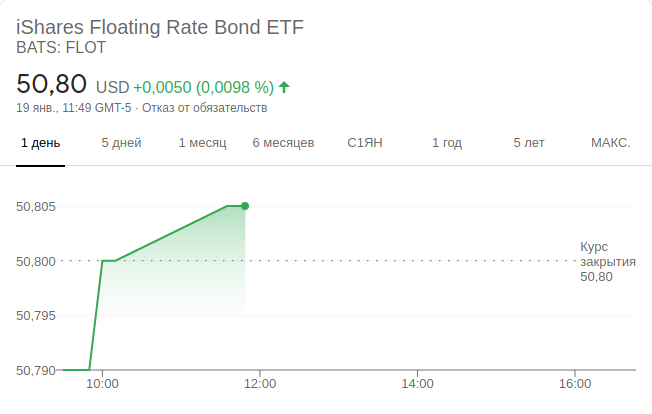 iShares Floating Rate Bond ETF
BATS: FLOT
50,80 USD +0,0050 (0,0098 %)
19 янв., 11:49 GMT-5 · Отказ от обязательств
1 день 5 дней 1 месяц 6 месяцев С1ЯН 1 год 5 лет МАКС.
50,805
Курс
50,800 закрытия
50,80
50,795
50,790
10:00 12:00 14:00 16:00